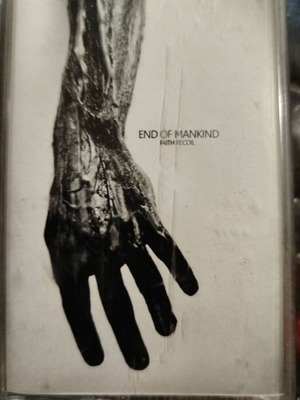 END OF MANKIND
FAITH RECOIL